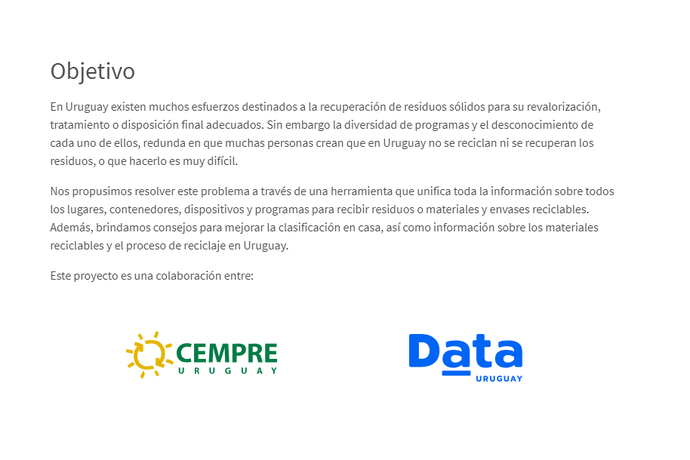 Objetivo
En Uruguay existen muchos esfuerzos destinados a la recuperación de residuos sólidos para su revalorización,
tratamiento o disposición final adecuados. Sin embargo la diversidad de programas y el desconocimiento de
cada uno de ellos, redunda en que muchas personas crean que en Uruguay no se reciclan ni se recuperan los
residuos, o que hacerlo es muy difícil.
Nos propusimos resolver este problema a través de una herramienta que unifica toda la información sobre todos
los lugares, contenedores, dispositivos y programas para recibir residuos o materiales y envases reciclables.
Además, brindamos consejos para mejorar la clasificación en casa, así como información sobre los materiales
reciclables y el proceso de reciclaje en Uruguay.
Este proyecto es una colaboración entre:
CEMPRE
URUGUAY
Data
URUGUAY